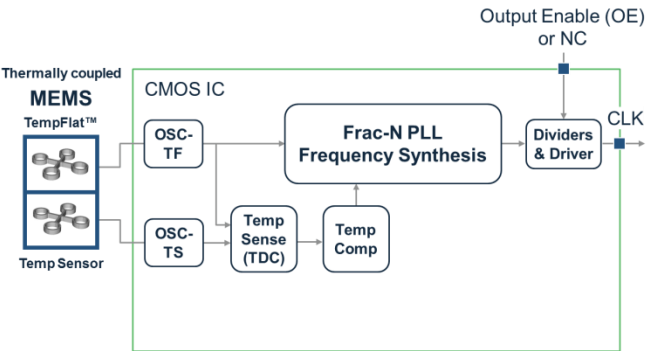 Output Enable (OE)
or NC
Thermally coupled
MEMS
TempFlat™
CMOS IC
OSC-
TF
Frac-N PLL
Frequency Synthesis
Dividers
& Driver
CLK
OSC-
TS
Temp
Sense
(TDC)
Temp
Comp
Temp Sensor